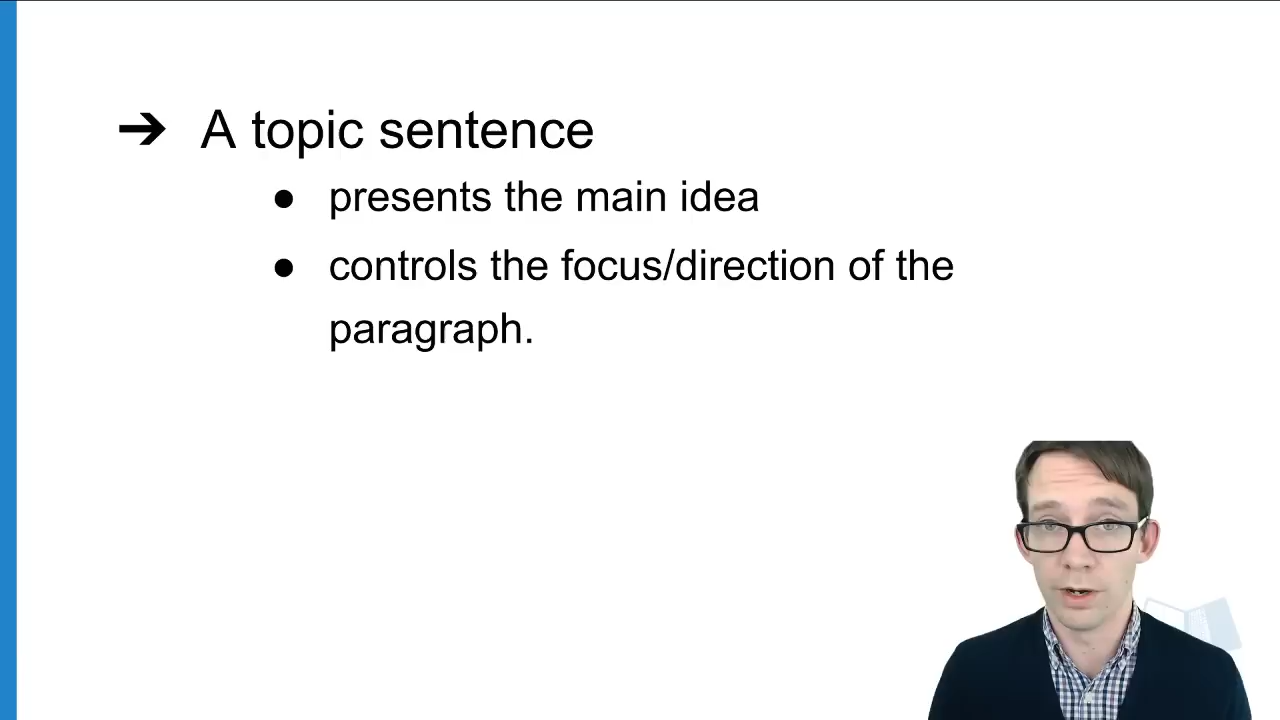 ➔ A topic sentence
● presents the main idea
● controls the focus/direction of the
paragraph.